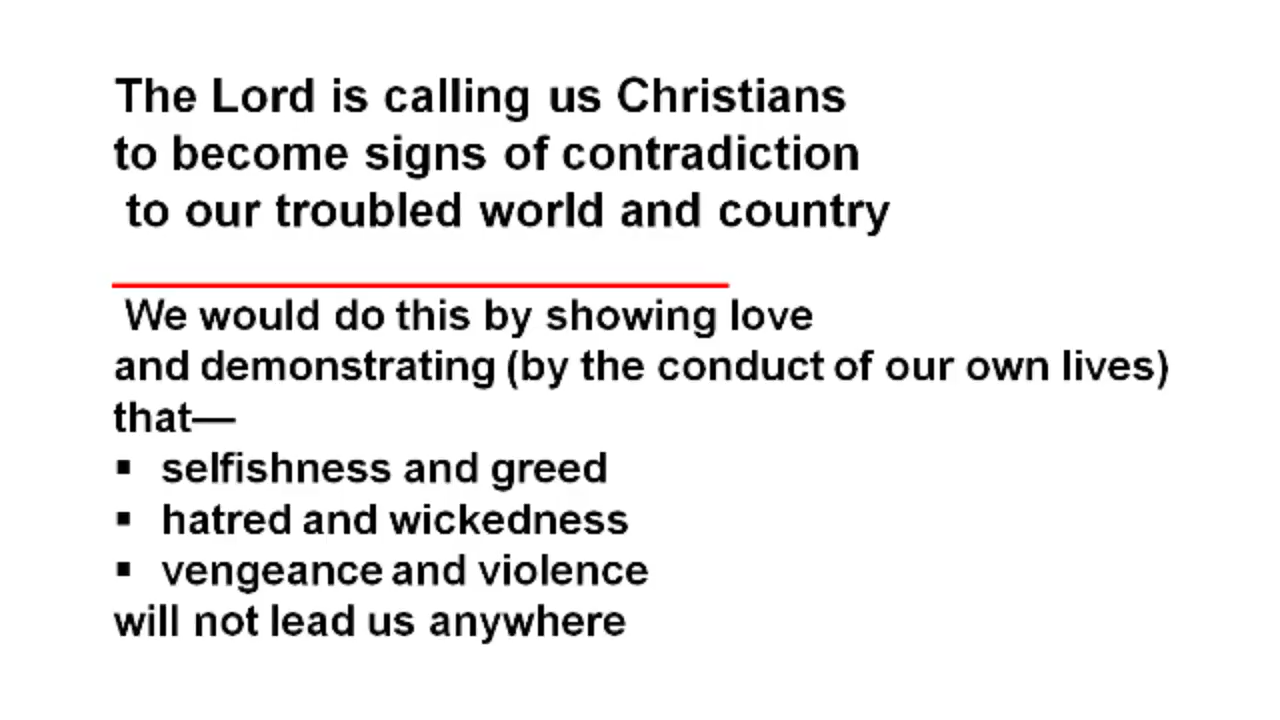 The Lord is calling us Christians
to become signs of contradiction
to our troubled world and country
We would do this by showing love
and demonstrating (by the conduct of our own lives)
that—
▪ selfishness and greed
▪ hatred and wickedness
▪ vengeance and violence
will not lead us anywhere